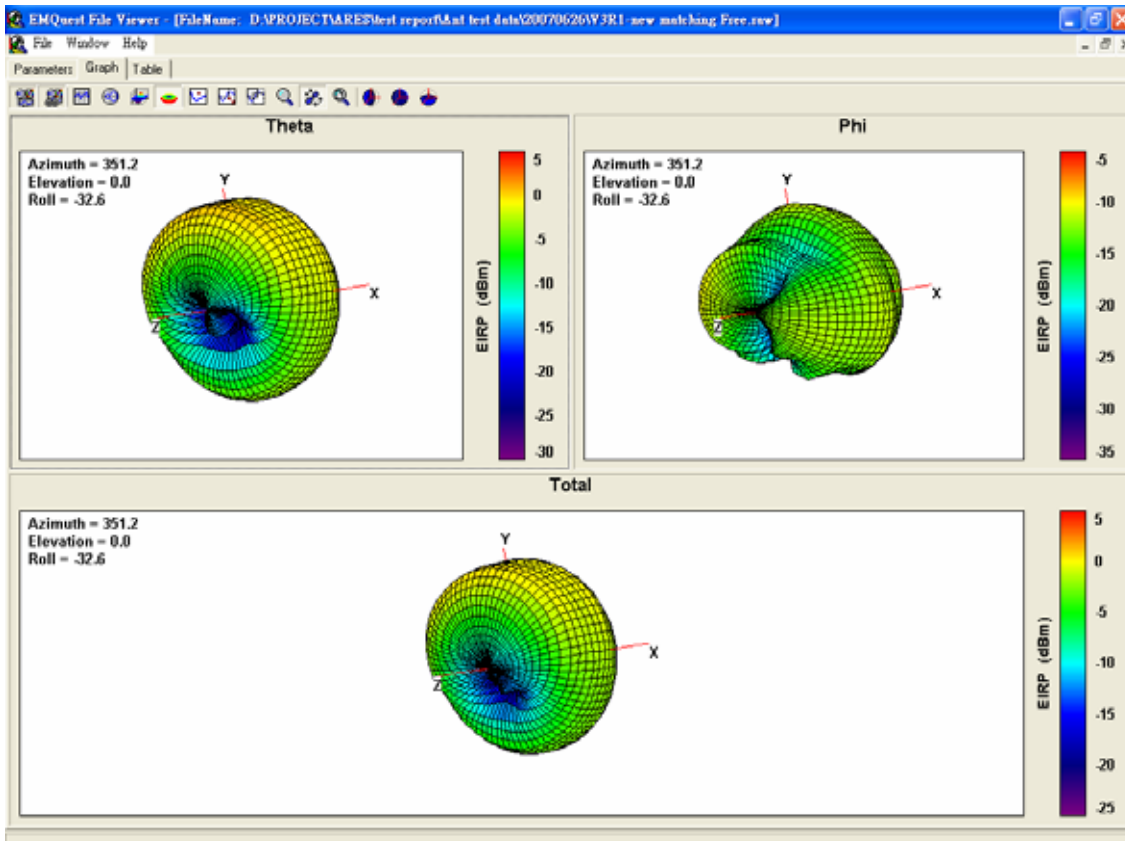 EMQuest File Viewer - [FileName: D:\PROJECT\ARES\test report\Ant test data\20070626\V3R1-new matching Free.raw]
File Window Help
Parameters Graph Table
Theta
Azimuth = 351.2
Elevation = 0.0
Roll = -32.6
Y
X
Z
5
0
-5
-10
-15
-20
-25
-30
EIRP (dBm)
Phi
Azimuth = 351.2
Elevation = 0.0
Roll = -32.6
Y
X
Z
-5
-10
-15
-20
-25
-30
-35
EIRP (dBm)
Total
Azimuth = 351.2
Elevation = 0.0
Roll = -32.6
Y
X
Z
5
0
-5
-10
-15
-20
-25
EIRP (dBm)